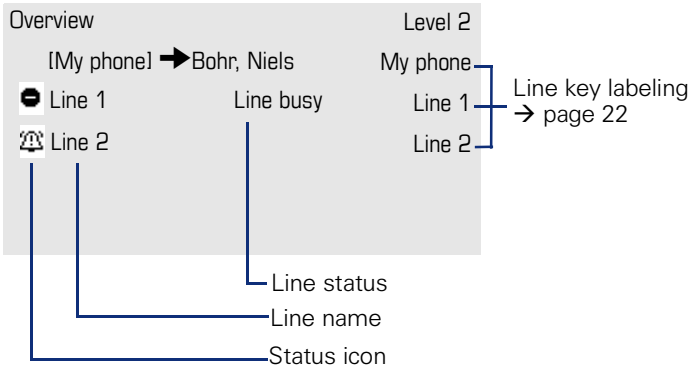 Overview Level 2
[My phone] ➔Bohr, Niels My phone
Line 1 Line busy Line 1
Line 2 Line 2
Line key labeling
→ page 22
Line status
Line name
Status icon